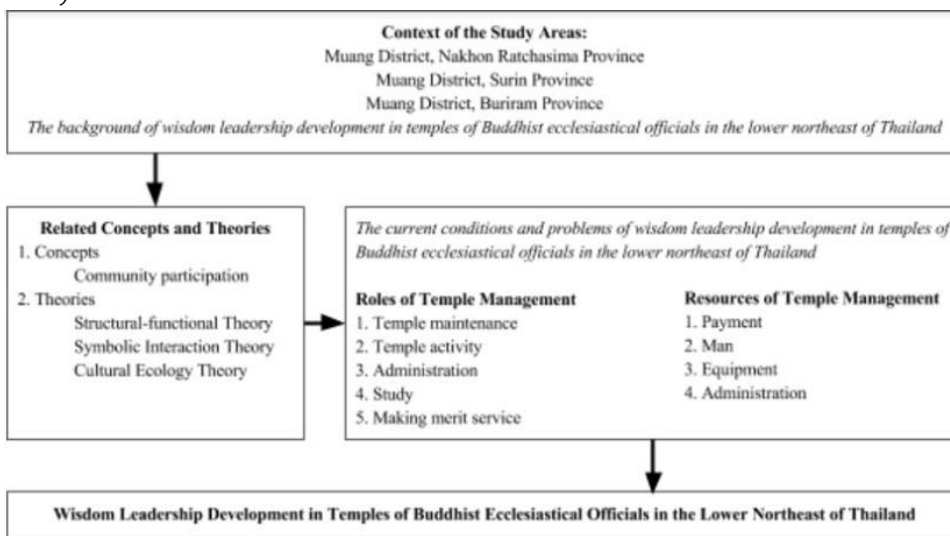 Context of the Study Areas:
Muang District, Nakhon Ratchasima Province
Muang District, Surin Province
Muang District, Buriram Province
The background of wisdom leadership development in temples of Buddhist ecclesiastical officials in the lower northeast of Thailand
Related Concepts and Theories
1. Concepts
Community participation
2. Theories
Structural-functional Theory
Symbolic Interaction Theory
Cultural Ecology Theory
The current conditions and problems of wisdom leadership development in temples of
Buddhist ecclesiastical officials in the lower northeast of Thailand
Roles of Temple Management
1. Temple maintenance
2. Temple activity
3. Administration
4. Study
5. Making merit service
Resources of Temple Management
1. Payment
2. Man
3. Equipment
4. Administration
Wisdom Leadership Development in Temples of Buddhist Ecclesiastical Officials in the Lower Northeast of Thailand